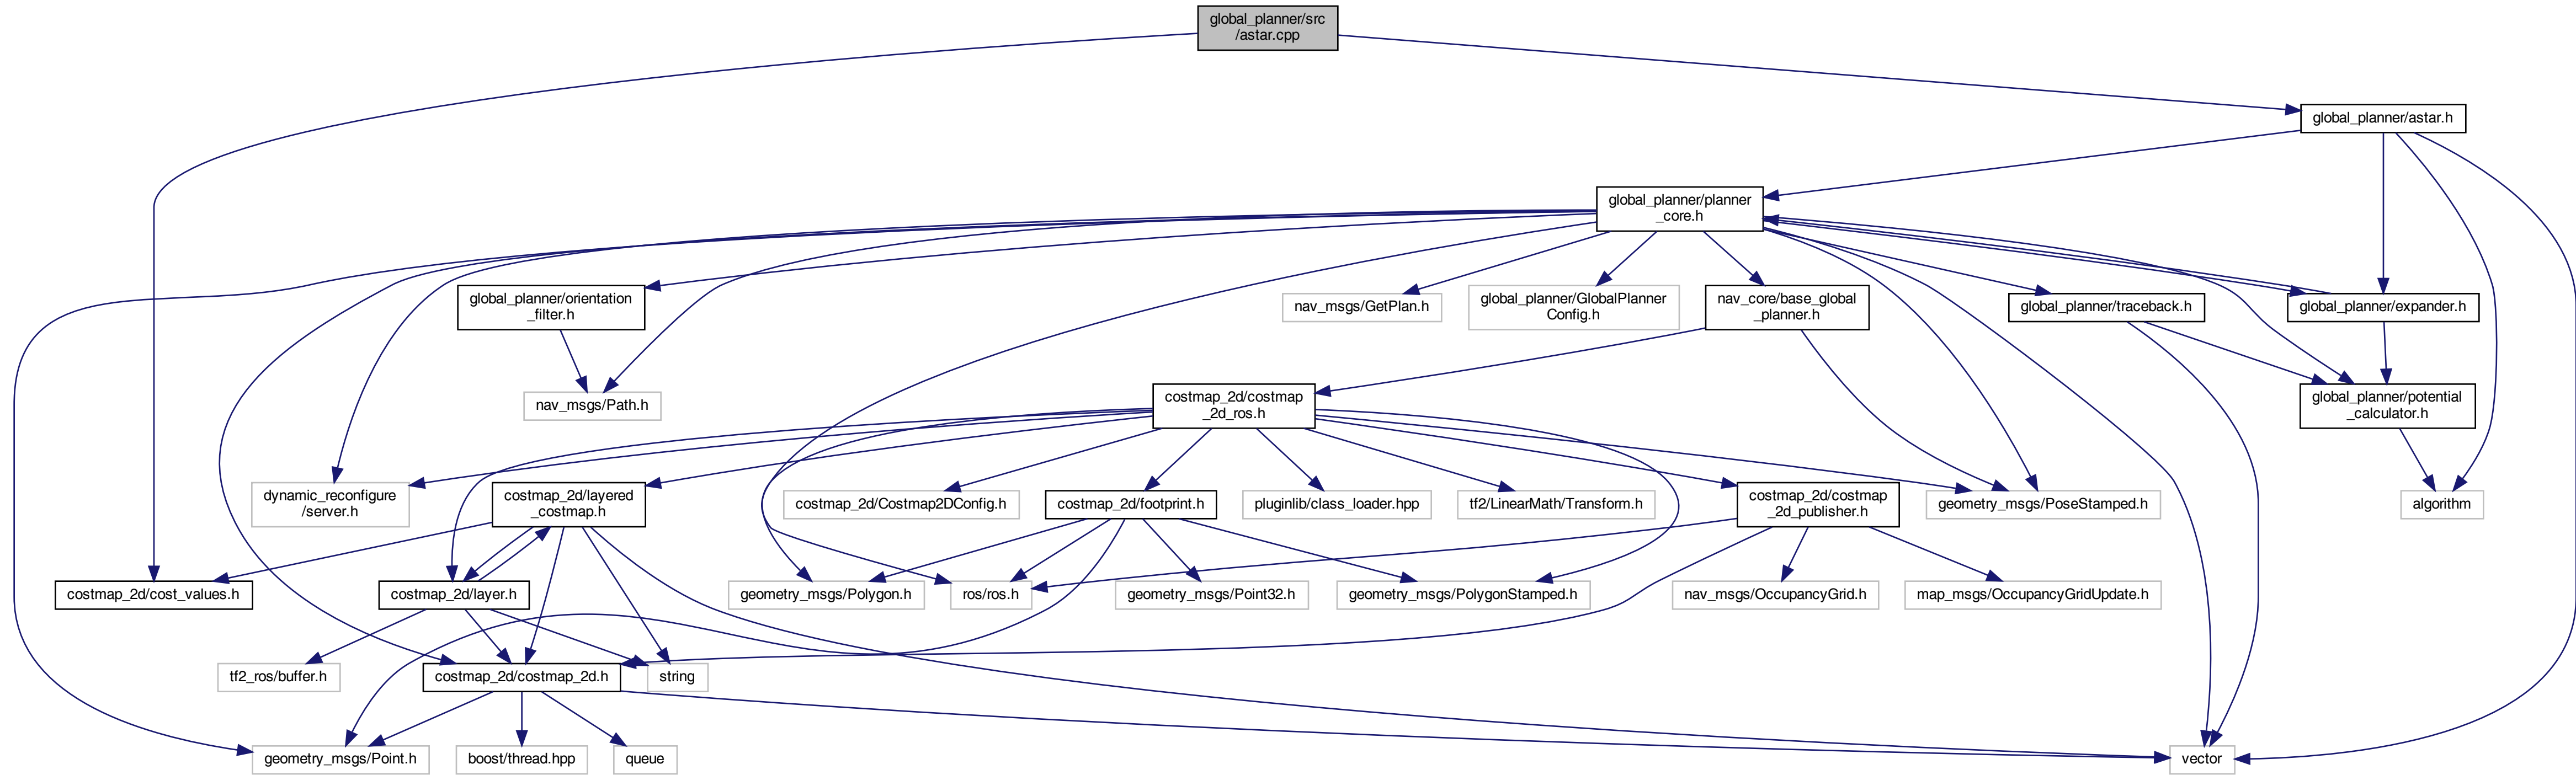 global_planner/src
/astar.cpp
global_planner/astar.h
global_planner/planner
_core.h
global_planner/orientation
_filter.h
nav_msgs/GetPlan.h
global_planner/GlobalPlanner
Config.h
nav_core/base_global
_planner.h
global_planner/traceback.h
global_planner/expander.h
nav_msgs/Path.h
costmap_2d/costmap
_2d_ros.h
global_planner/potential
_calculator.h
dynamic_reconfigure
/server.h
costmap_2d/layered
_costmap.h
costmap_2d/Costmap2DConfig.h
costmap_2d/footprint.h
pluginlib/class_loader.hpp
tf2/LinearMath/Transform.h
costmap_2d/costmap
_2d_publisher.h
geometry_msgs/PoseStamped.h
algorithm
costmap_2d/cost_values.h
costmap_2d/layer.h
geometry_msgs/Polygon.h
ros/ros.h
geometry_msgs/Point32.h
geometry_msgs/PolygonStamped.h
nav_msgs/OccupancyGrid.h
map_msgs/OccupancyGridUpdate.h
tf2_ros/buffer.h
costmap_2d/costmap_2d.h
string
geometry_msgs/Point.h
boost/thread.hpp
queue
vector